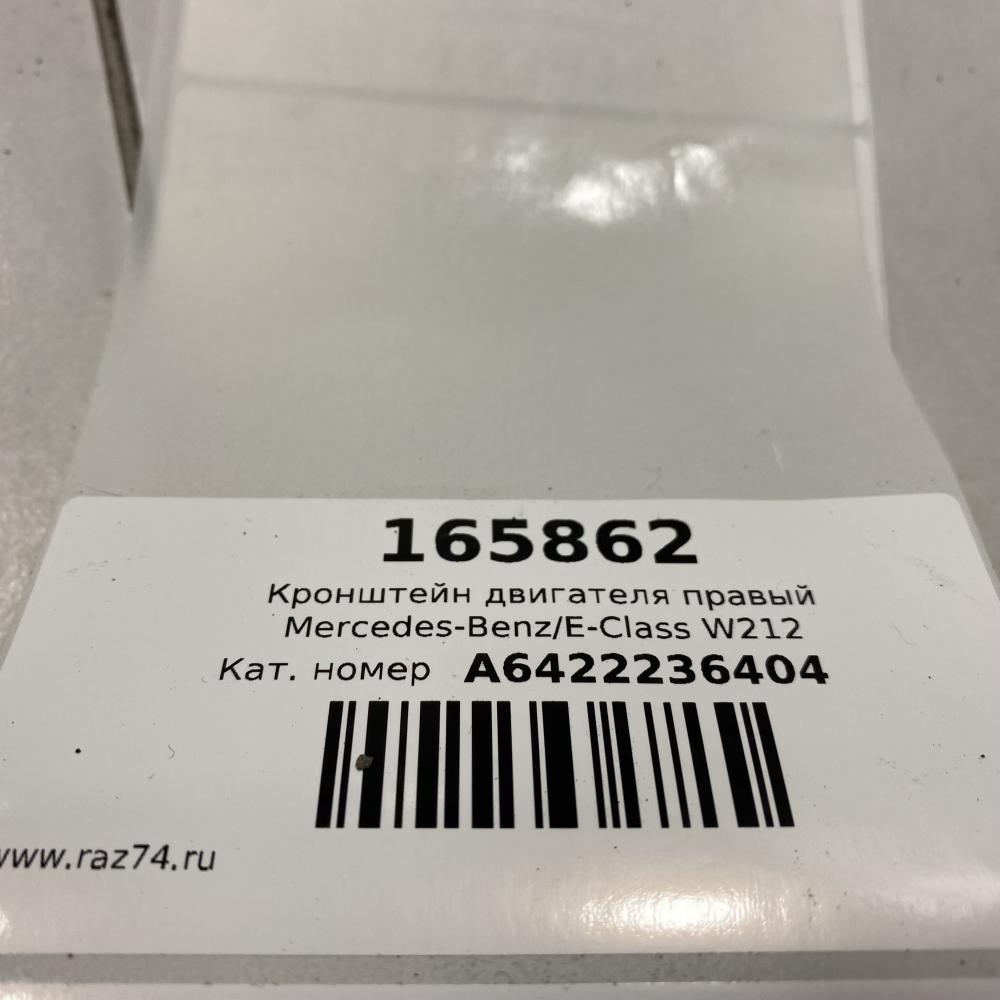 165862
Кронштейн двигателя правый
Mercedes-Benz/E-Class W212
Кат. номер A6422236404
www.raz74.ru